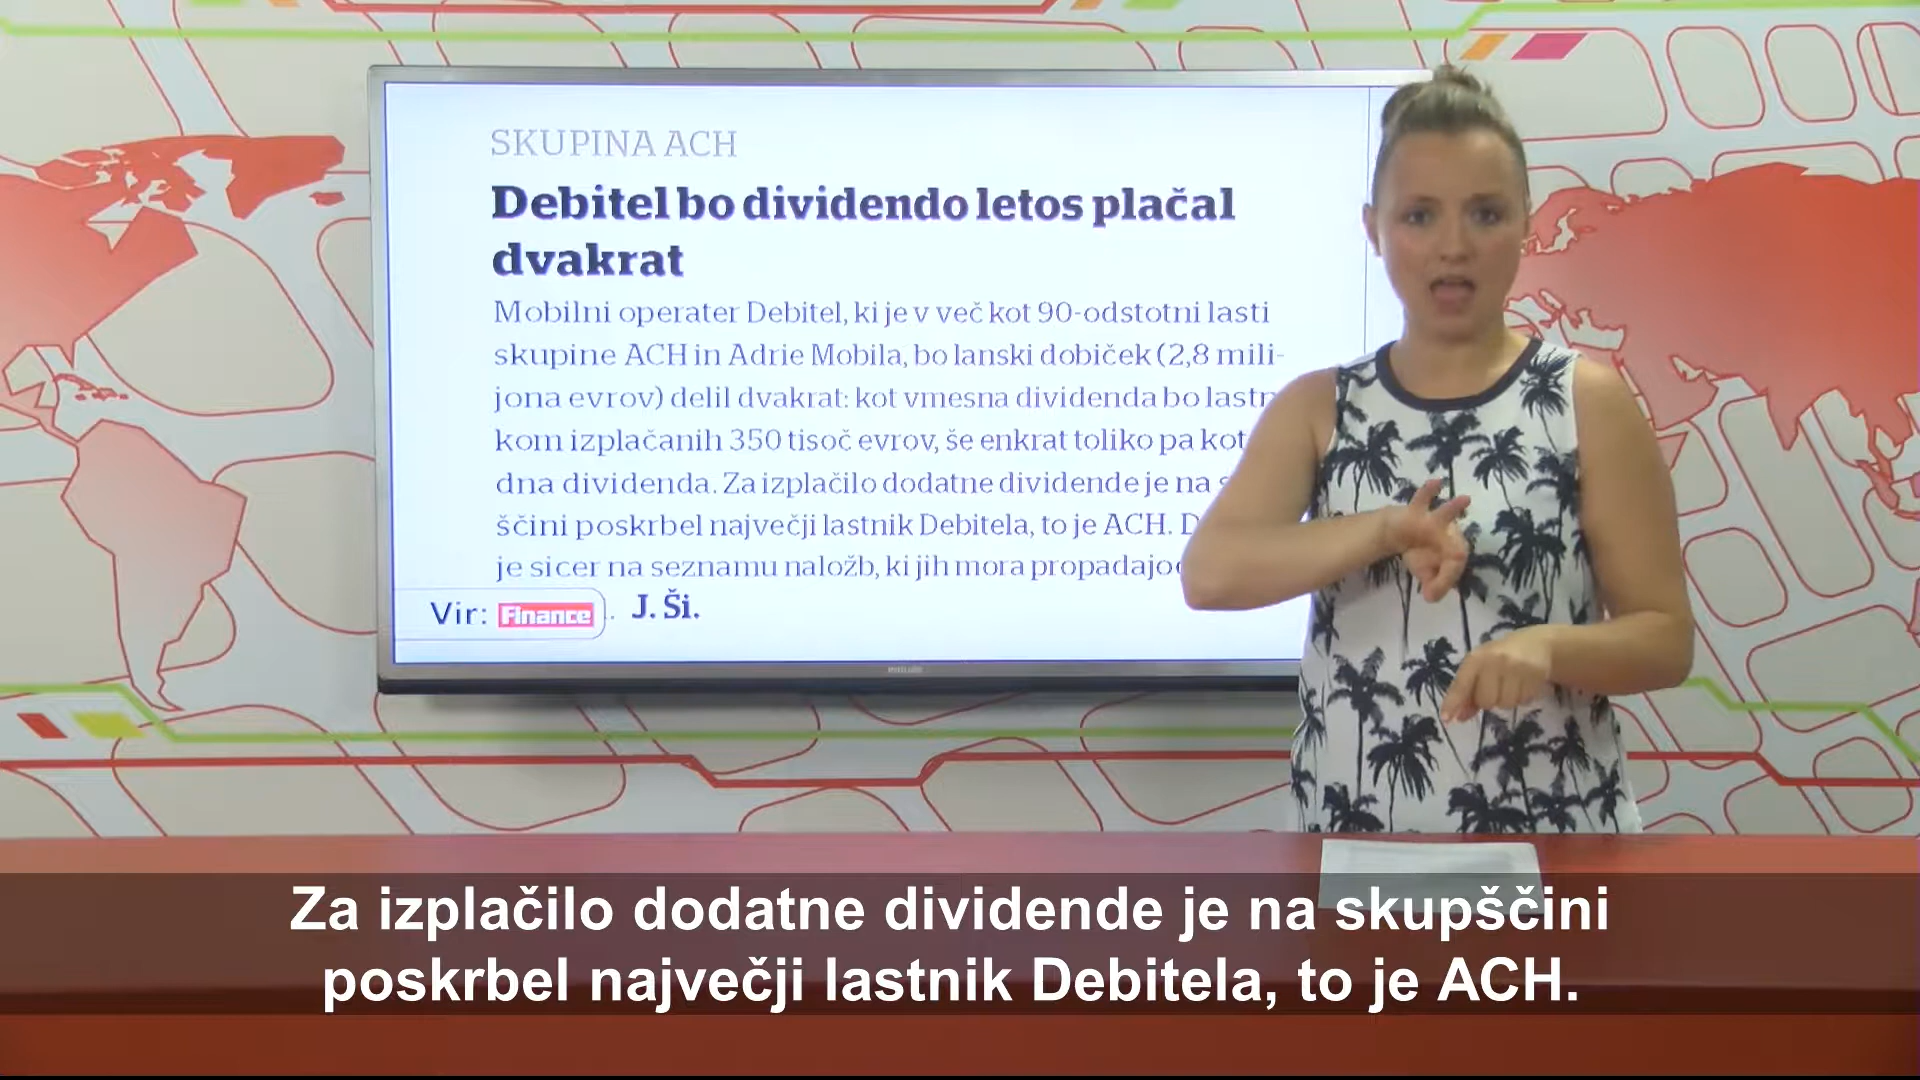 SKUPINA ACH
Debitel bo dividendo letos plačal
dvakrat
Mobilni operater Debitel, ki je v več kot 90-odstotni lasti
skupine ACH in Adrie Mobila, bo lanski dobiček (2,8 mili-
jona evrov) delil dvakrat: kot vmesna dividenda bo
kom izplačanih 350 tisoč evrov, še enkrat toliko pa kot
dna dividenda. Za izplačilo dodatne dividende je na
ščini poskrbel največji lastnik Debitela, to je ACH.
je sicer na seznamu naložb, ki jih mora
Vir: Finance J. Ši.
Za izplačilo dodatne dividende je na skupščini
poskrbel največji lastnik Debitela, to je ACH.